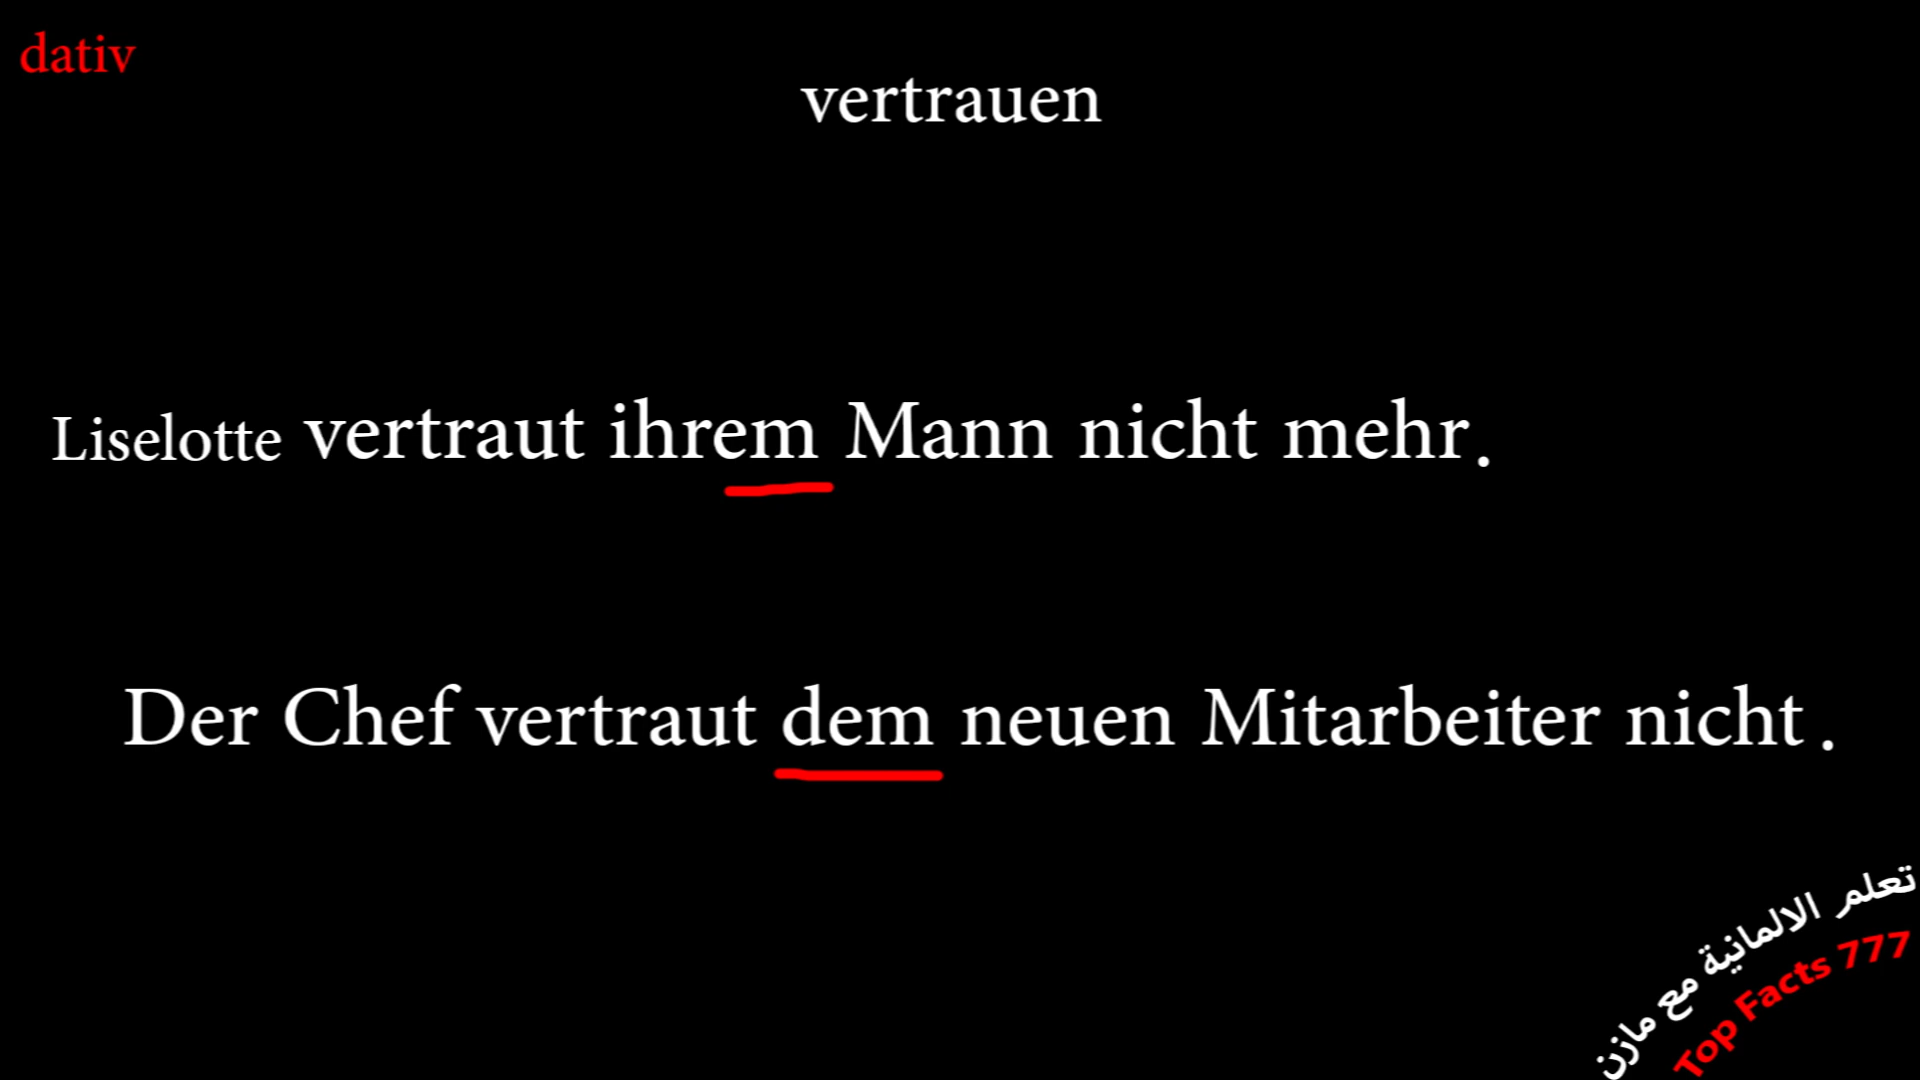 dativ
vertrauen
Liselotte vertraut ihrem Mann nicht mehr.
Der Chef vertraut dem neuen Mitarbeiter nicht .
تعلم الالمانية مع مازن
Top Facts 777